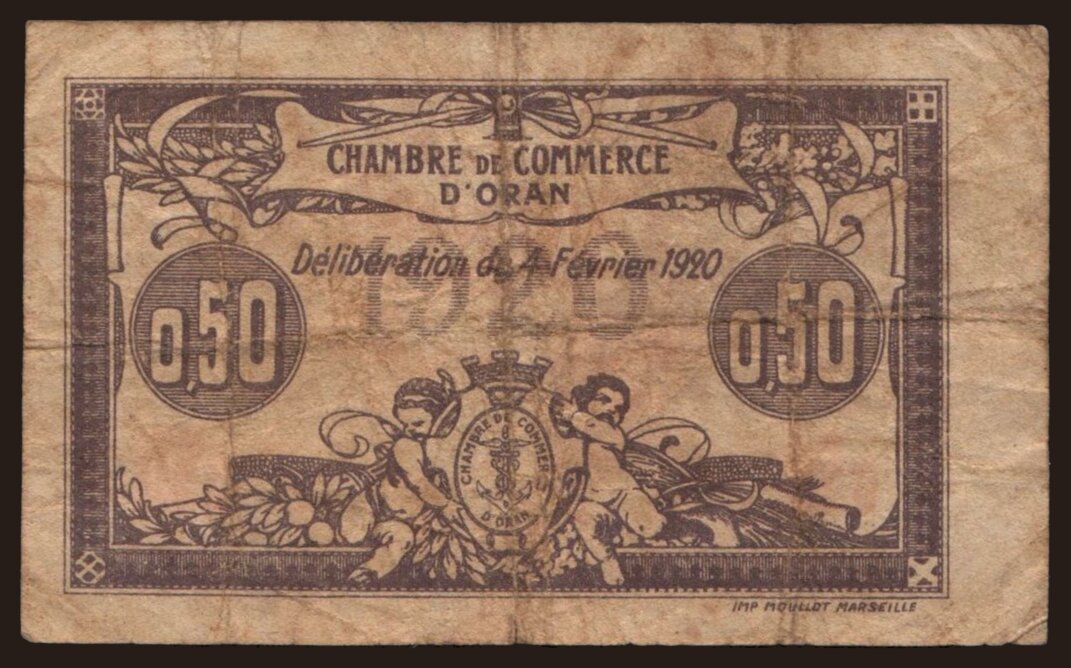 CHAMBRE DE COMMERCE
D'ORAN
1920
Délibération du 4 Février 1920
0,50
0,50
CHAMBRE DE COMMERCE
D'ORAN
IMP MOULLOT MARSEILLE